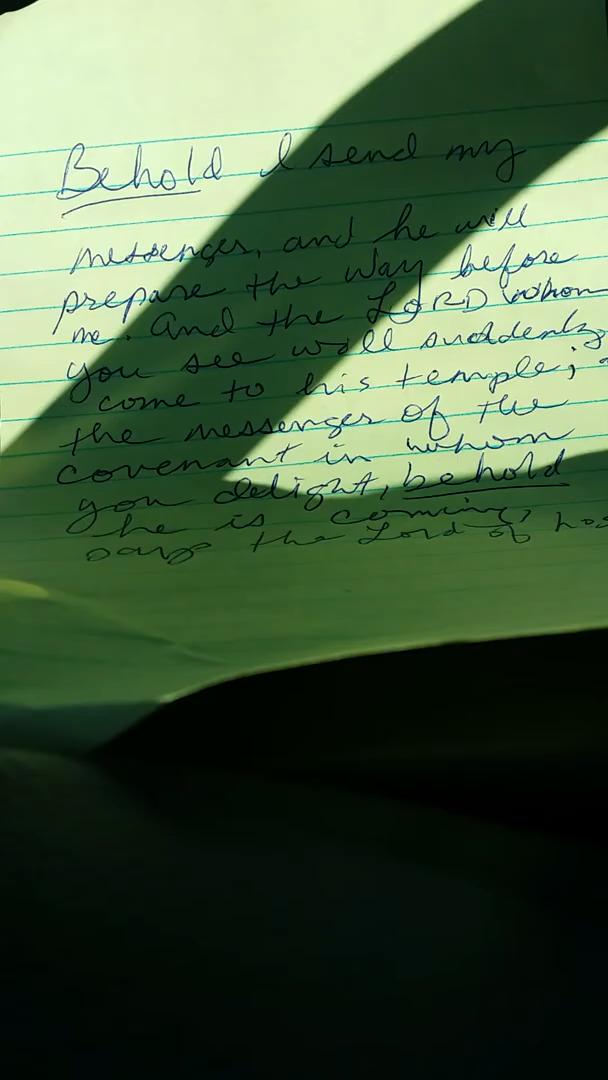 Behold I send my
messenger, and he will
prepare the way before
me. And the LORD whom
you see will suddenly
come to his temple;
the messenger of the
covenant in whom
you delight, behold
he is coming,
says the Lord of hos